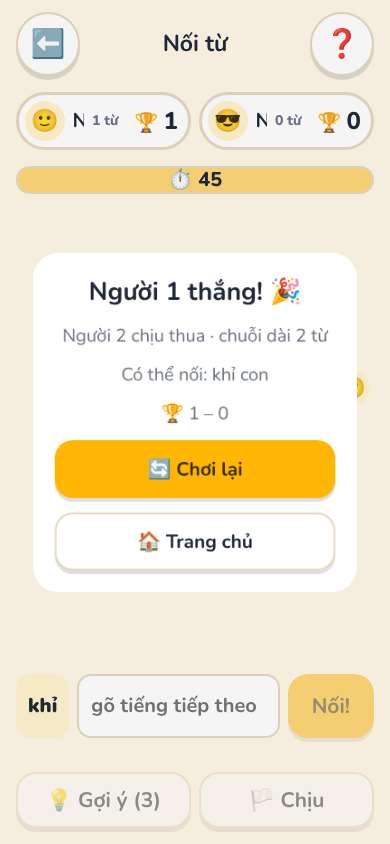 Nối từ
N 1 từ 1
N 0 từ 0
45
Người 1 thắng!
Người 2 chịu thua · chuỗi dài 2 từ
Có thể nối: khỉ con
1 – 0
Chơi lại
Trang chủ
khỉ gõ tiếng tiếp theo Nối!
Gợi ý (3) Chịu